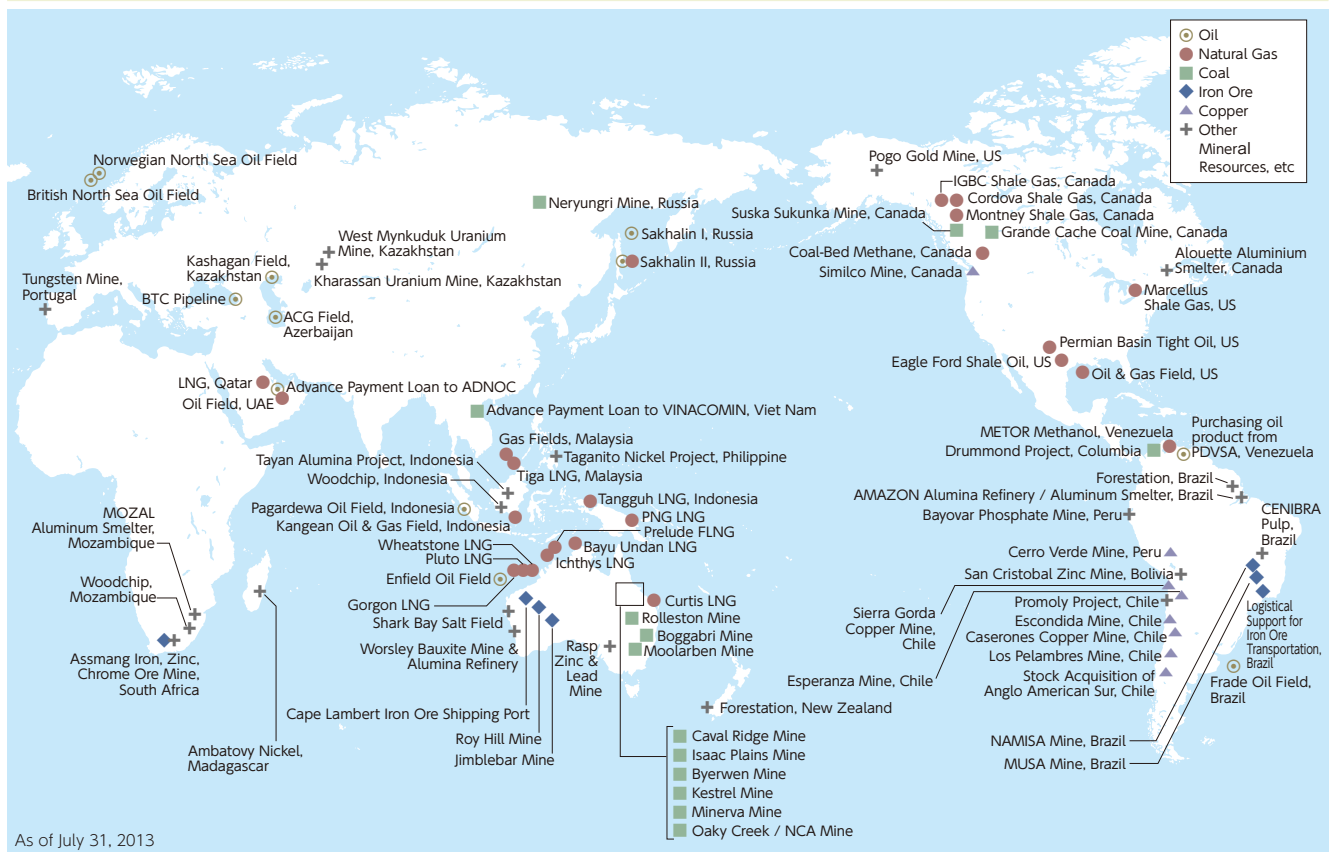 Oil
Natural Gas
Coal
Iron Ore
Copper
Other
Mineral
Resources, etc
Norwegian North Sea Oil Field
British North Sea Oil Field
Neryungri Mine, Russia
West Mynkuduk Uranium
Mine, Kazakhstan
Kharassan Uranium Mine, Kazakhstan
Kashagan Field,
Kazakhstan
Tungsten Mine,
Portugal
BTC Pipeline
ACG Field,
Azerbaijan
Sakhalin I, Russia
Sakhalin II, Russia
LNG, Qatar
Advance Payment Loan to ADNOC
Oil Field, UAE
Advance Payment Loan to VINACOMIN, Viet Nam
Gas Fields, Malaysia
Taganito Nickel Project, Philippine
Tayan Alumina Project, Indonesia
Tiga LNG, Malaysia
Woodchip, Indonesia
Tangguh LNG, Indonesia
Pagardewa Oil Field, Indonesia
Kangean Oil & Gas Field, Indonesia
PNG LNG
Prelude FLNG
Wheatstone LNG
Bayu Undan LNG
Pluto LNG
Ichthys LNG
Enfield Oil Field
Gorgon LNG
Curtis LNG
Shark Bay Salt Field
Rolleston Mine
Boggabri Mine
Moolarben Mine
Worsley Bauxite Mine &
Alumina Refinery
Rasp
Zinc &
Lead
Mine
Cape Lambert Iron Ore Shipping Port
Roy Hill Mine
Jimblebar Mine
Forestation, New Zealand
Caval Ridge Mine
Isaac Plains Mine
Byerwen Mine
Kestrel Mine
Minerva Mine
Oaky Creek / NCA Mine
MOZAL
Aluminum Smelter,
Mozambique
Woodchip,
Mozambique
Assmang Iron, Zinc,
Chrome Ore Mine,
South Africa
Ambatovy Nickel,
Madagascar
Pogo Gold Mine, US
IGBC Shale Gas, Canada
Cordova Shale Gas, Canada
Montney Shale Gas, Canada
Suska Sukunka Mine, Canada
Grande Cache Coal Mine, Canada
Coal-Bed Methane, Canada
Similco Mine, Canada
Alouette Aluminium
Smelter, Canada
Marcellus
Shale Gas, US
Permian Basin Tight Oil, US
Eagle Ford Shale Oil, US
Oil & Gas Field, US
METOR Methanol, Venezuela
Drummond Project, Columbia
Purchasing oil
product from
PDVSA, Venezuela
Forestation, Brazil
AMAZON Alumina Refinery / Aluminum Smelter, Brazil
Bayovar Phosphate Mine, Peru
CENIBRA
Pulp,
Brazil
Cerro Verde Mine, Peru
San Cristobal Zinc Mine, Bolivia
Sierra Gorda
Copper Mine,
Chile
Promoly Project, Chile
Escondida Mine, Chile
Caserones Copper Mine, Chile
Los Pelambres Mine, Chile
Esperanza Mine, Chile
Stock Acquisition of
Anglo American Sur, Chile
Logistical
Support for
Iron Ore
Transportation,
Brazil
Frade Oil Field,
Brazil
NAMISA Mine, Brazil
MUSA Mine, Brazil
As of July 31, 2013